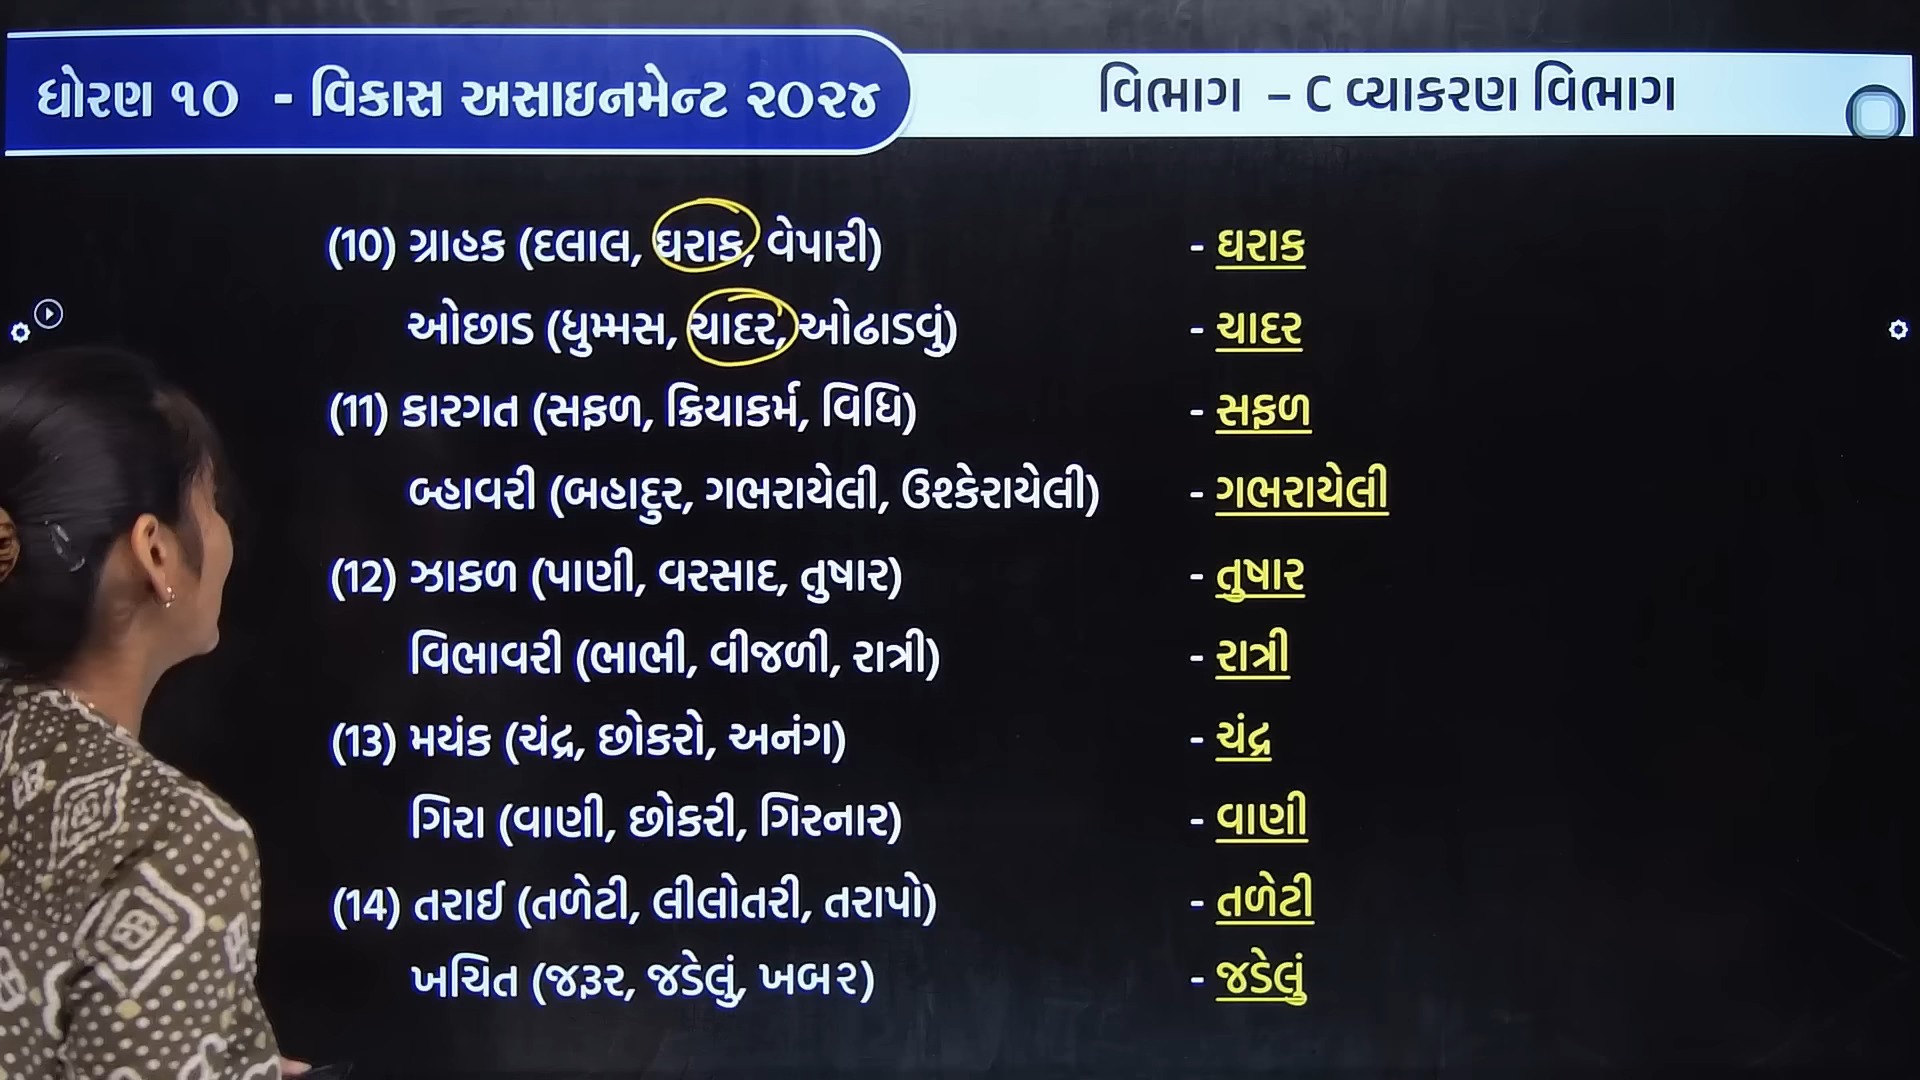 ધોરણ ૧૦ - વિકાસ અસાઇનમેન્ટ ૨૦૨૪
વિભાગ - C વ્યાકરણ વિભાગ
(10) ગ્રાહક (દલાલ, ઘરાક, વેપારી) - ઘરાક
ઓછાડ (ધુમ્મસ, ચાદર, ઓઢાડવું) - ચાદર
(11) કારગત (સફળ, ક્રિયાકર્મ, વિધિ) - સફળ
બ્હાવરી (બહાદુર, ગભરાયેલી, ઉશ્કેરાયેલી) - ગભરાયેલી
(12) ઝાકળ (પાણી, વરસાદ, તુષાર) - તુષાર
વિભાવરી (ભાભી, વીજળી, રાત્રી) - રાત્રી
(13) મયંક (ચંદ્ર, છોકરો, અનંગ) - ચંદ્ર
ગિરા (વાણી, છોકરી, ગિરનાર) - વાણી
(14) તરાઈ (તળેટી, લીલોતરી, તરાપો) - તળેટી
ખચિત (જરૂર, જડેલું, ખબર) - જડેલું